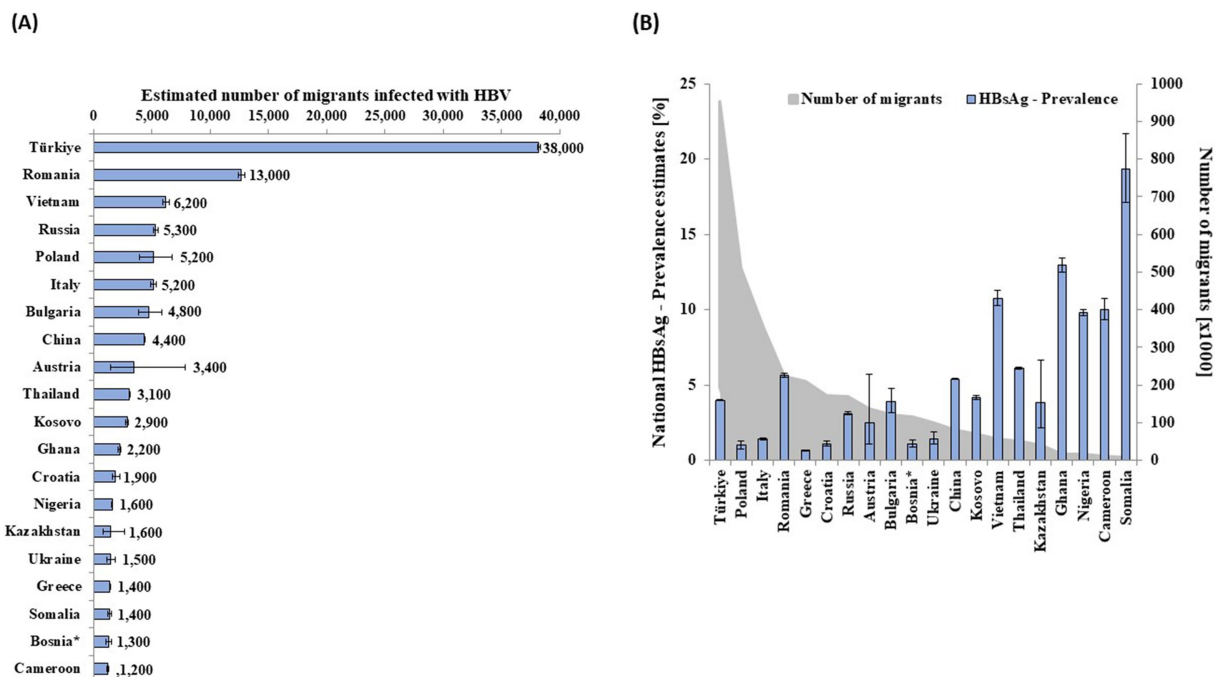 (A)
Estimated number of migrants infected with HBV
0 5,000 10,000 15,000 20,000 25,000 30,000 35,000 40,000
Türkiye 38,000
Romania 13,000
Vietnam 6,200
Russia 5,300
Poland 5,200
Italy 5,200
Bulgaria 4,800
China 4,400
Austria 3,400
Thailand 3,100
Kosovo 2,900
Ghana 2,200
Croatia 1,900
Nigeria 1,600
Kazakhstan 1,600
Ukraine 1,500
Greece 1,400
Somalia 1,400
Bosnia* 1,300
Cameroon ,1,200
(B)
National HBsAg - Prevalence estimates [%]
25
20
15
10
5
0
Number of migrants HBsAg - Prevalence
1000
900
800
700
600
500
400
300
200
100
0
Number of migrants [x1000]
Türkiye
Poland
Italy
Romania
Greece
Croatia
Russia
Austria
Bulgaria
Bosnia*
Ukraine
China
Kosovo
Vietnam
Thailand
Kazakhstan
Ghana
Nigeria
Cameroon
Somalia